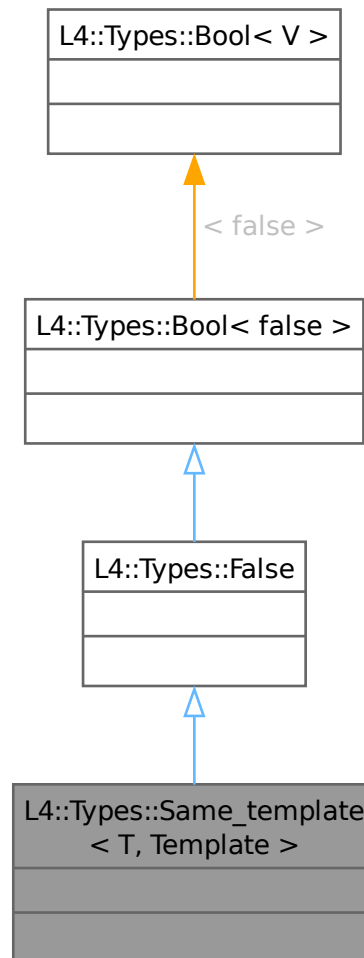 L4::Types::Bool< V >
< false >
L4::Types::Bool< false >
L4::Types::False
L4::Types::Same_template
< T, Template >